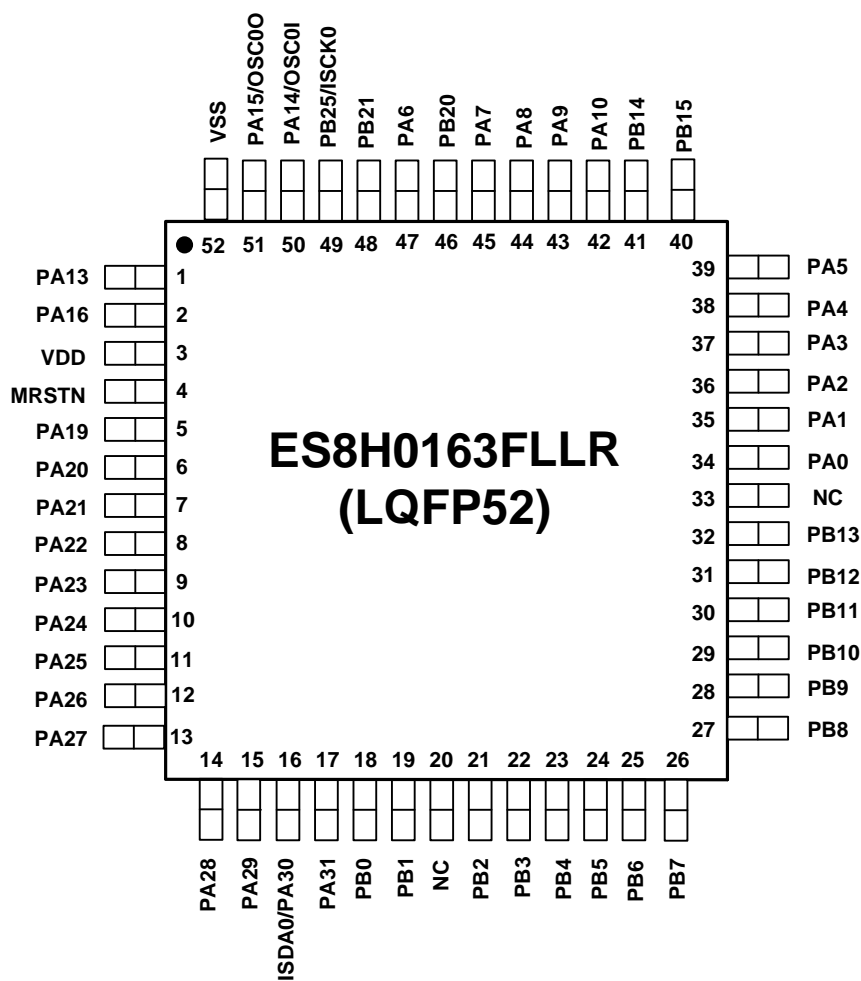 VSS
PA15/OSC0O
PA14/OSC0I
PB25/ISCK0
PB21
PA6
PB20
PA7
PA8
PA9
PA10
PB14
PB15
52 51 50 49 48 47 46 45 44 43 42 41 40
PA13 1
PA16 2
VDD 3
MRSTN 4
PA19 5
PA20 6
PA21 7
PA22 8
PA23 9
PA24 10
PA25 11
PA26 12
PA27 13
ES8H0163FLLR
(LQFP52)
39 PA5
38 PA4
37 PA3
36 PA2
35 PA1
34 PA0
33 NC
32 PB13
31 PB12
30 PB11
29 PB10
28 PB9
27 PB8
14 15 16 17 18 19 20 21 22 23 24 25 26
PA28
PA29
ISDA0/PA30
PA31
PB0
PB1
NC
PB2
PB3
PB4
PB5
PB6
PB7